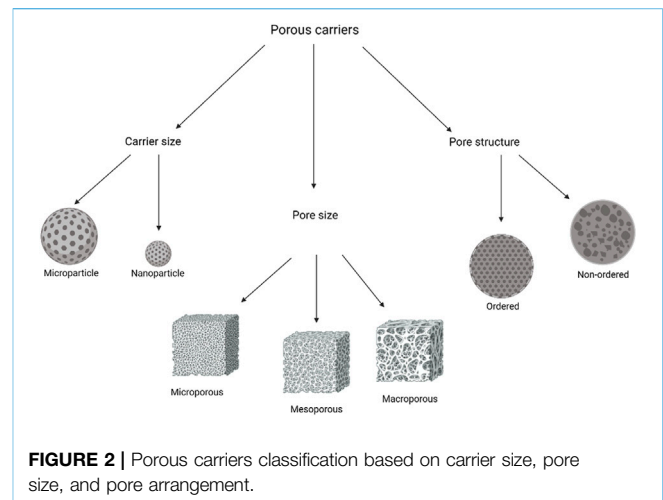 Porous carriers
Carrier size
Pore structure
Pore size
Microparticle
Nanoparticle
Ordered
Non-ordered
Microporous
Mesoporous
Macroporous
FIGURE 2 | Porous carriers classification based on carrier size, pore
size, and pore arrangement.